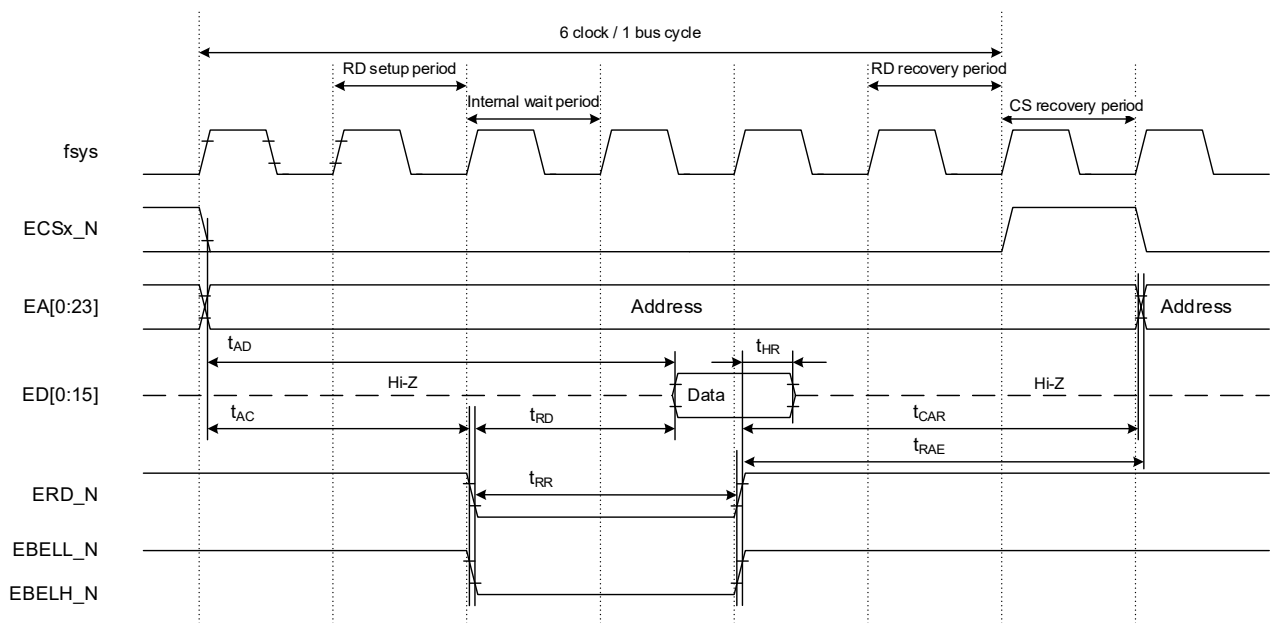 6 clock / 1 bus cycle
RD setup period
RD recovery period
Internal wait period
CS recovery period
fsys
ECSx_N
EA[0:23]
Address
Address
tAD
tHR
ED[0:15]
Hi-Z
Data
Hi-Z
tAC
tRD
tCAR
tRAE
ERD_N
tRR
EBELL_N
EBELH_N